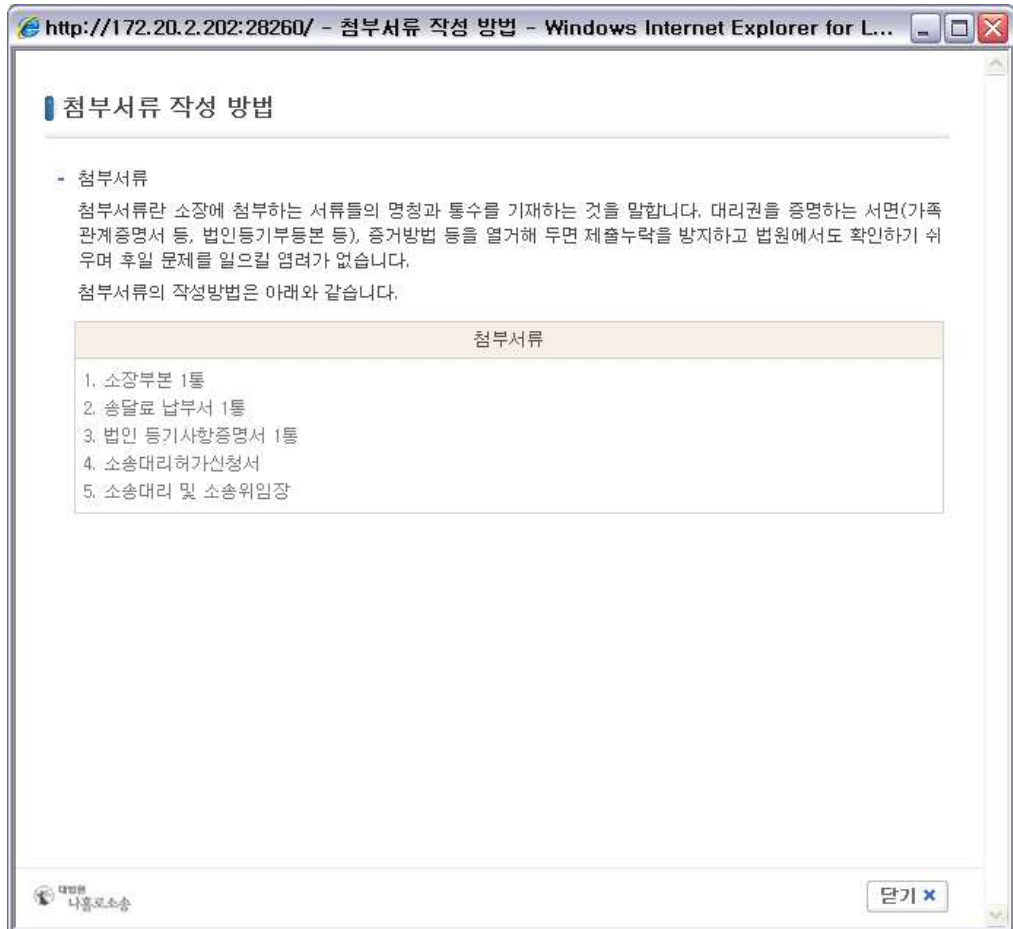 http://172.20.2.202:28260/ - 첨부서류 작성 방법 - Windows Internet Explorer for L...
첨부서류 작성 방법
- 첨부서류
첨부서류란 소장에 첨부하는 서류들의 명칭과 통수를 기재하는 것을 말합니다. 대리권을 증명하는 서면(가족
관계증명서 등, 법인등기부등본 등), 증거방법 등을 열거해 두면 제출누락을 방지하고 법원에서도 확인하기 쉬
우며 후일 문제를 일으킬 염려가 없습니다.
첨부서류의 작성방법은 아래와 같습니다.
첨부서류
1. 소장부본 1통
2. 송달료 납부서 1통
3. 법인 등기사항증명서 1통
4. 소송대리허가신청서
5. 소송대리 및 소송위임장
대법원
나홀로소송
닫기